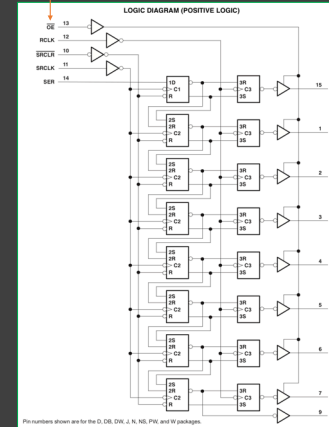 LOGIC DIAGRAM (POSITIVE LOGIC)
OE 13
RCLK 12
SRCLR 10
SRCLK 11
SER 14
1D
C1
R
3R
C3
3S
15
2S
2R
C2
R
3R
C3
3S
1
2S
2R
C2
R
3R
C3
3S
2
2S
2R
C2
R
3R
C3
3S
3
2S
2R
C2
R
3R
C3
3S
4
2S
2R
C2
R
3R
C3
3S
5
2S
2R
C2
R
3R
C3
3S
6
2S
2R
C2
R
3R
C3
3S
7
9
Pin numbers shown are for the D, DB, DW, J, N, NS, PW, and W packages.